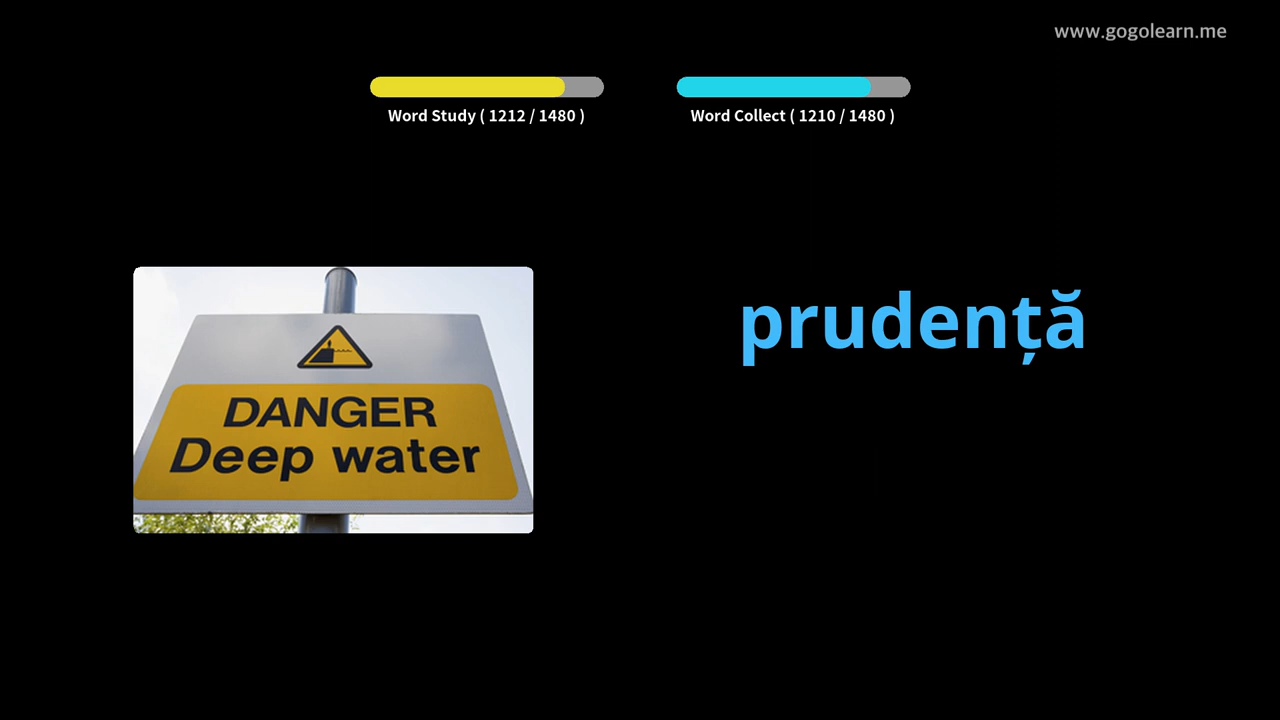 www.gogolearn.me
Word Study ( 1212 / 1480 )
Word Collect ( 1210 / 1480 )
DANGER
Deep water
prudență